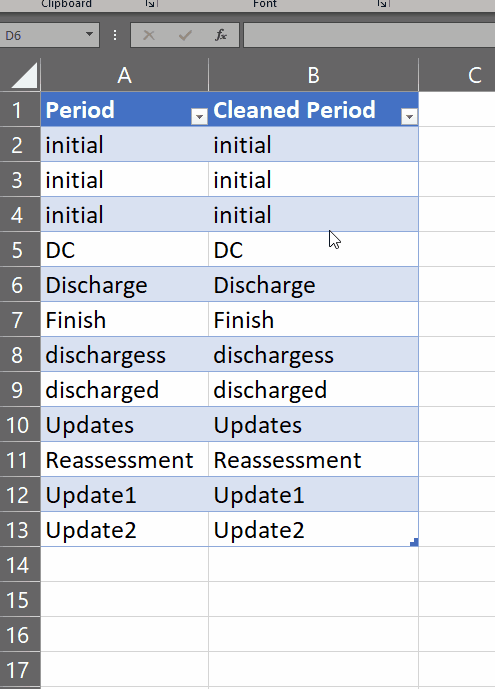 Clipboard Font
D6 fx
A B C
1 Period Cleaned Period
2 initial initial
3 initial initial
4 initial initial
5 DC DC
6 Discharge Discharge
7 Finish Finish
8 dischargess dischargess
9 discharged discharged
10 Updates Updates
11 Reassessment Reassessment
12 Update1 Update1
13 Update2 Update2
14
15
16
17